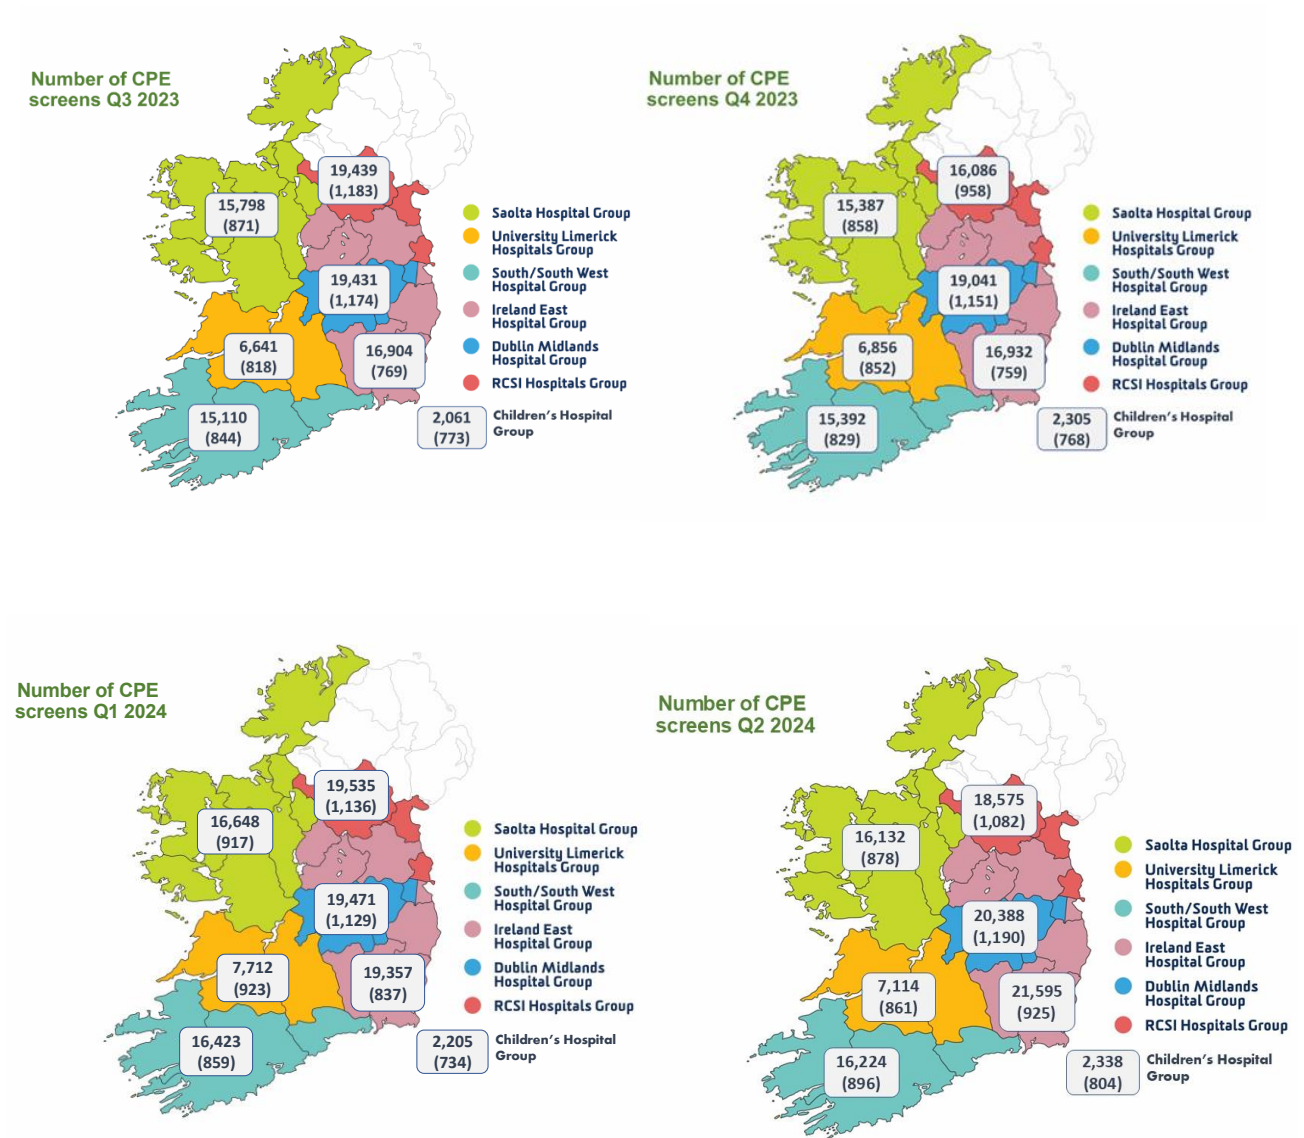 Number of CPE
screens Q3 2023
19,439
(1,183)
15,798
(871)
19,431
(1,174)
6,641
(818)
16,904
(769)
15,110
(844)
2,061
(773)
Saolta Hospital Group
University Limerick
Hospitals Group
South/South West
Hospital Group
Ireland East
Hospital Group
Dublin Midlands
Hospital Group
RCSI Hospitals Group
Children's Hospital
Group
Number of CPE
screens Q4 2023
16,086
(958)
15,387
(858)
19,041
(1,151)
6,856
(852)
16,932
(759)
15,392
(829)
2,305
(768)
Saolta Hospital Group
University Limerick
Hospitals Group
South/South West
Hospital Group
Ireland East
Hospital Group
Dublin Midlands
Hospital Group
RCSI Hospitals Group
Children's Hospital
Group
Number of CPE
screens Q1 2024
19,535
(1,136)
16,648
(917)
19,471
(1,129)
7,712
(923)
19,357
(837)
16,423
(859)
2,205
(734)
Saolta Hospital Group
University Limerick
Hospitals Group
South/South West
Hospital Group
Ireland East
Hospital Group
Dublin Midlands
Hospital Group
RCSI Hospitals Group
Children's Hospital
Group
Number of CPE
screens Q2 2024
18,575
(1,082)
16,132
(878)
20,388
(1,190)
7,114
(861)
21,595
(925)
16,224
(896)
2,338
(804)
Saolta Hospital Group
University Limerick
Hospitals Group
South/South West
Hospital Group
Ireland East
Hospital Group
Dublin Midlands
Hospital Group
RCSI Hospitals Group
Children's Hospital
Group